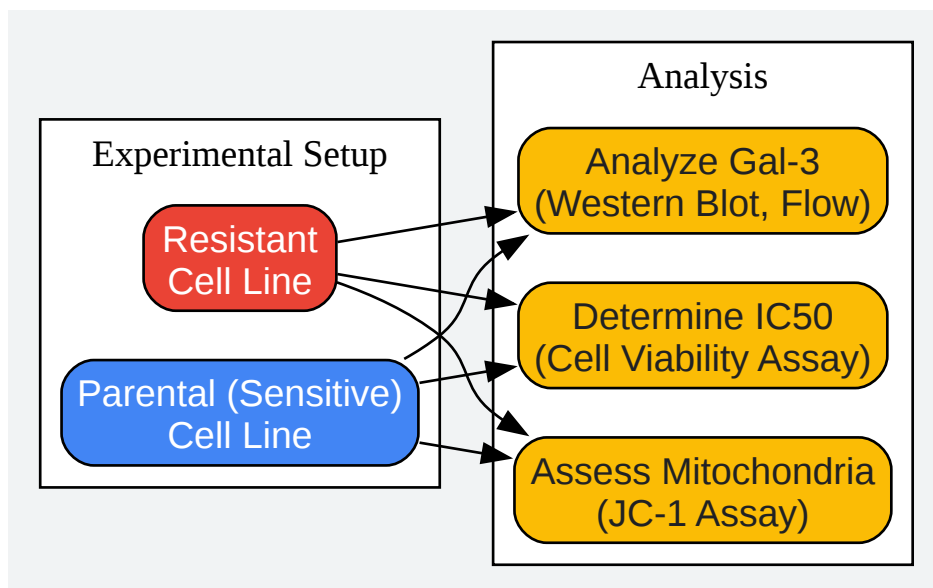 Experimental Setup
Resistant
Cell Line
Parental (Sensitive)
Cell Line
Analysis
Analyze Gal-3
(Western Blot, Flow)
Determine IC50
(Cell Viability Assay)
Assess Mitochondria
(JC-1 Assay)